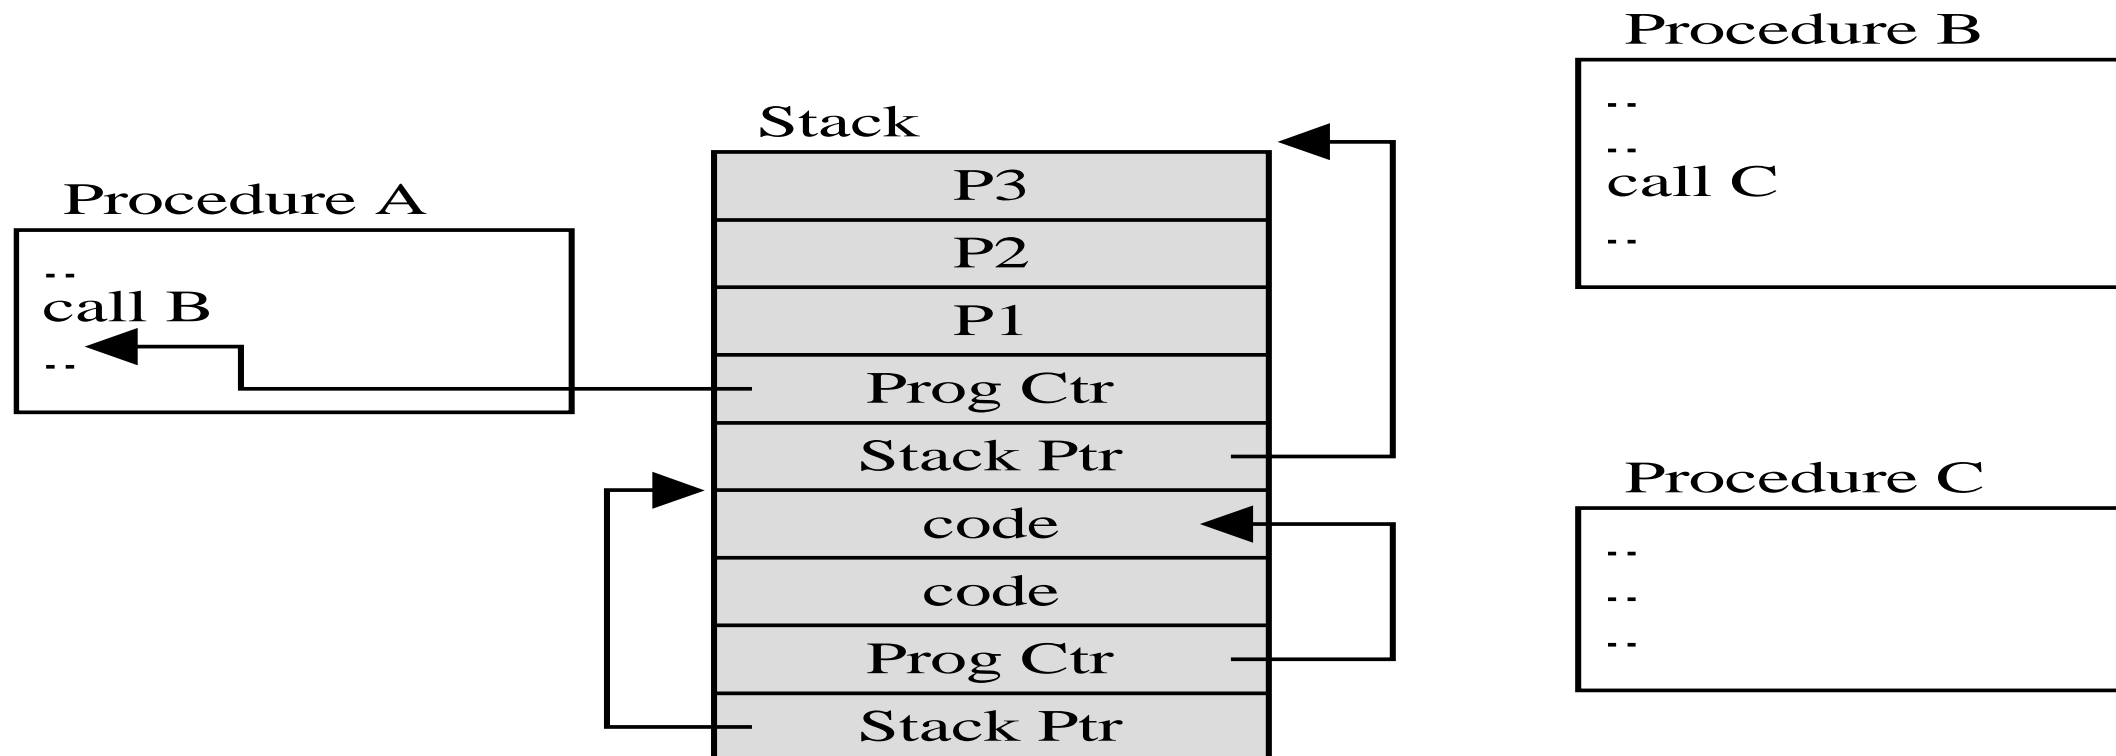 Procedure A
--
call B
--
Stack
P3
P2
P1
Prog Ctr
Stack Ptr
code
code
Prog Ctr
Stack Ptr
Procedure B
--
--
call C
--
Procedure C
--
--
--